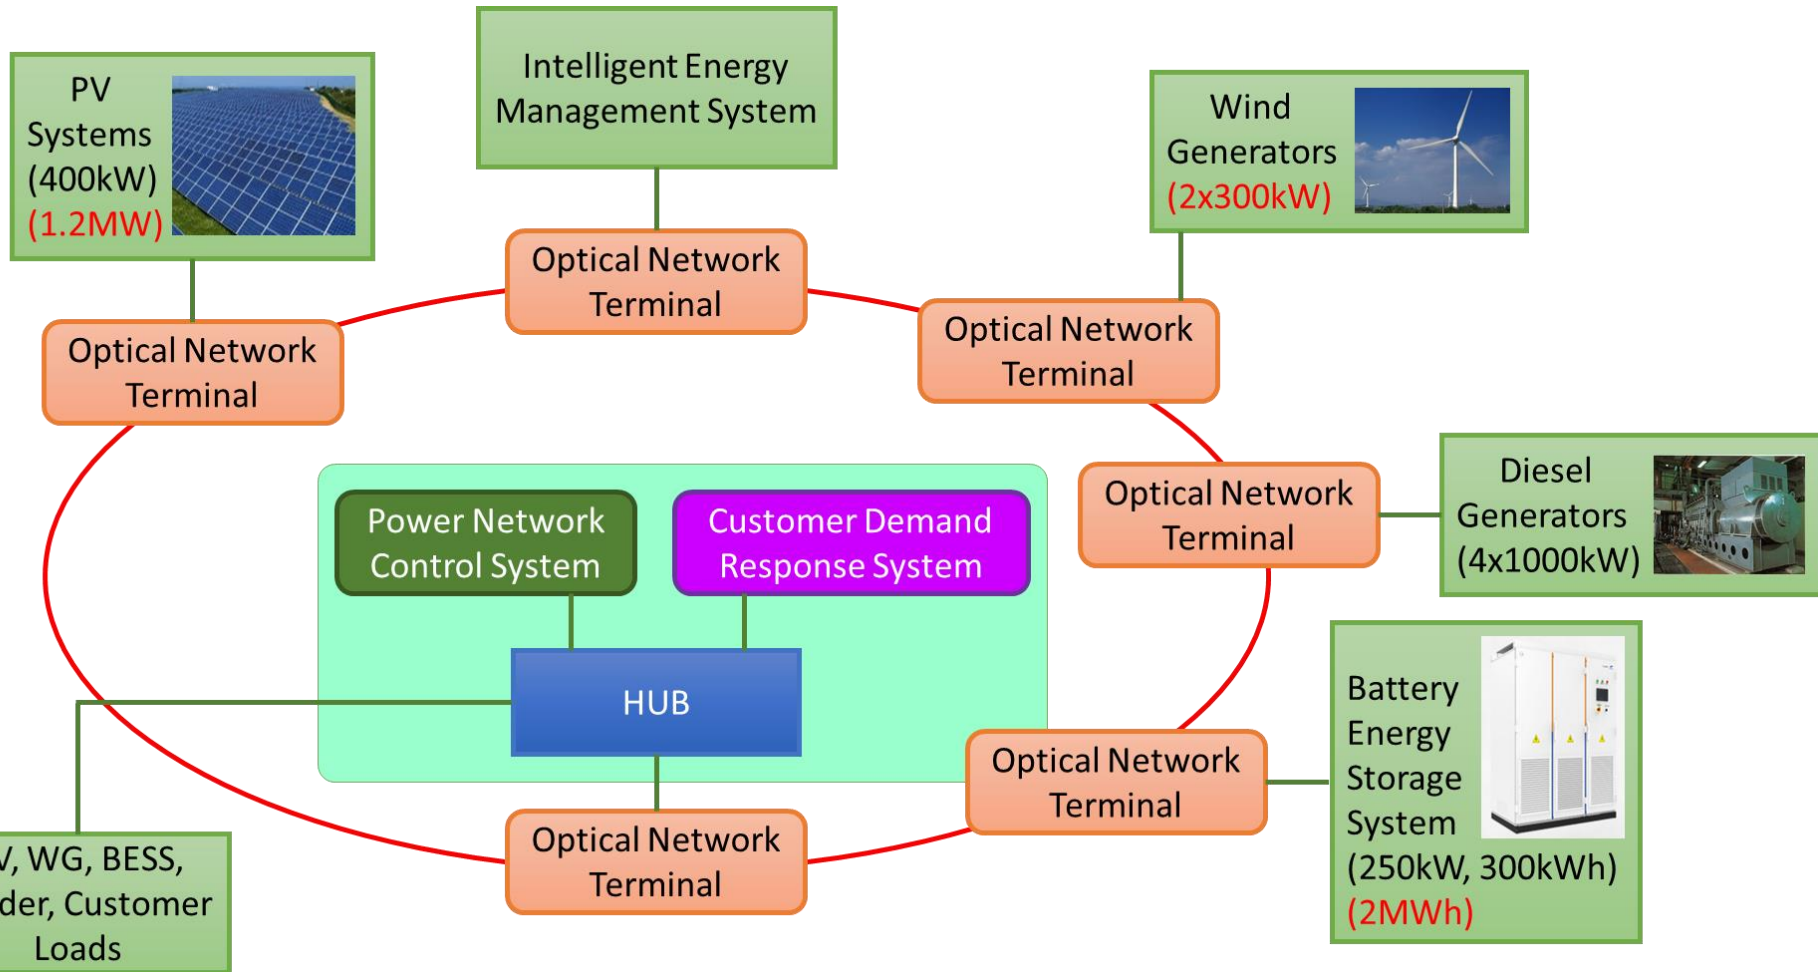 PV
Systems
(400kW)
(1.2MW)
Intelligent Energy
Management System
Wind
Generators
(2x300kW)
Optical Network
Terminal
Optical Network
Terminal
Optical Network
Terminal
Optical Network
Terminal
Diesel
Generators
(4x1000kW)
Power Network
Control System
Customer Demand
Response System
HUB
Battery
Energy
Storage
System
(250kW, 300kWh)
(2MWh)
Optical Network
Terminal
Optical Network
Terminal
WG, BESS,
Customer
Loads